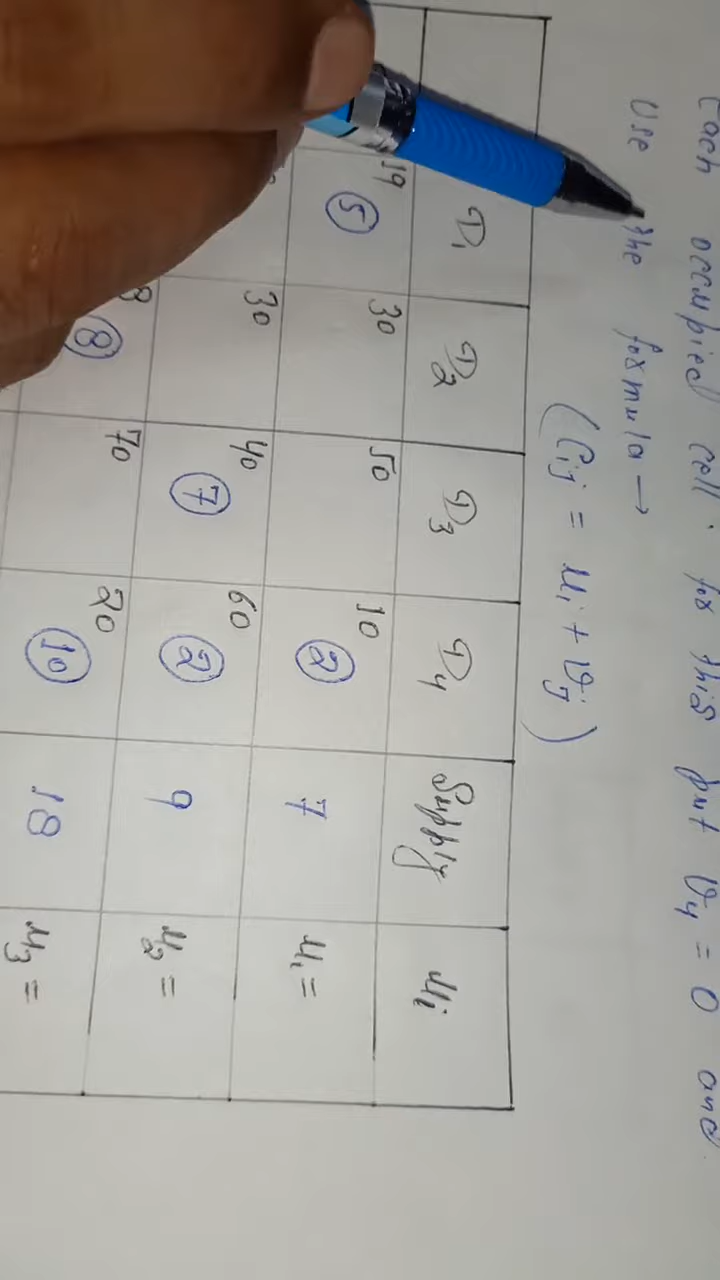 each occupied cell. for this put v4 = 0 and
use the formula →
(Cij = ui + vj)
D1 D2 D3 D4 Supply ui
19 (5) 30 50 10 (2) 7 u1 =
30 40 (7) 60 (2) 9 u2 =
8 (8) 70 20 (10) 18 u3 =